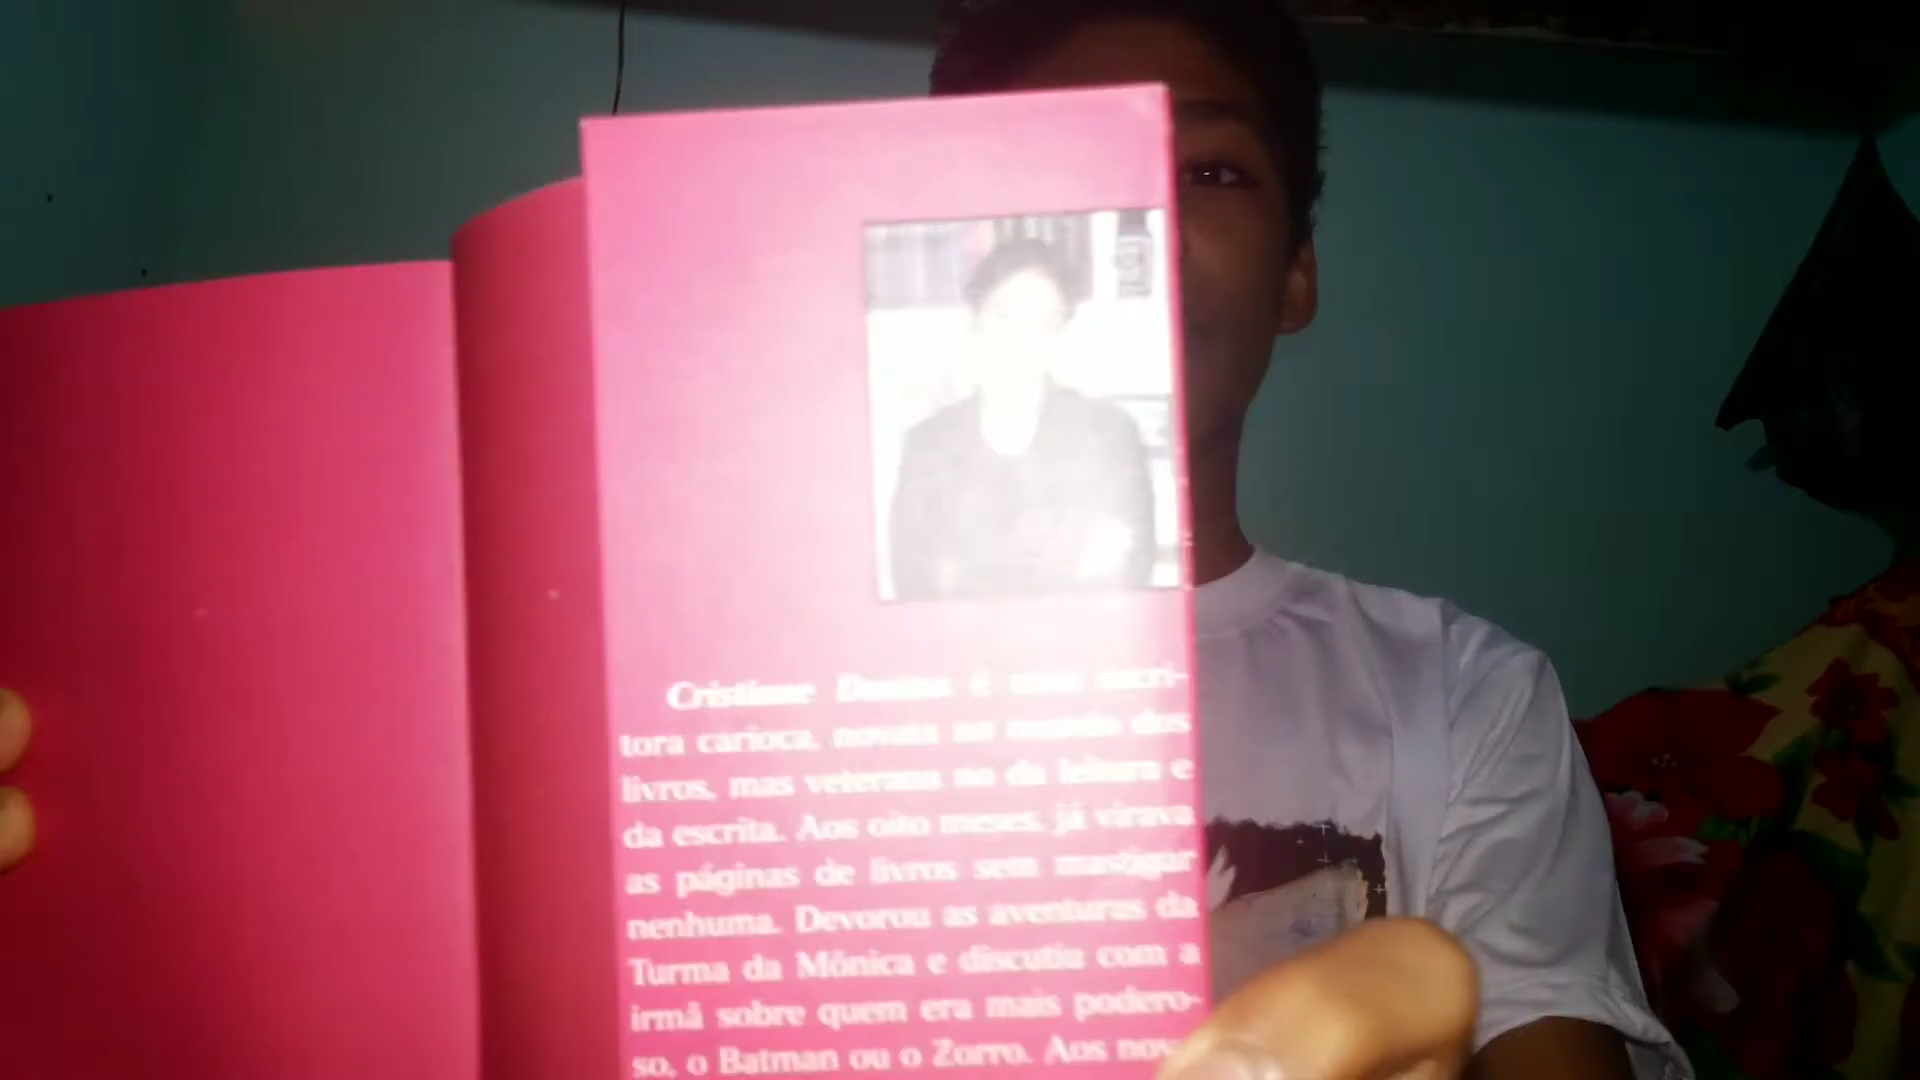 Cristiane Dantas é uma escri-
tora carioca, novata no mundo dos
livros, mas veterana no da leitura e
da escrita. Aos oito meses, já virava
as páginas de livros sem mastigar
nenhuma. Devorou as aventuras da
Turma da Mônica e discutia com a
irmã sobre quem era mais podero-
so, o Batman ou o Zorro. Aos